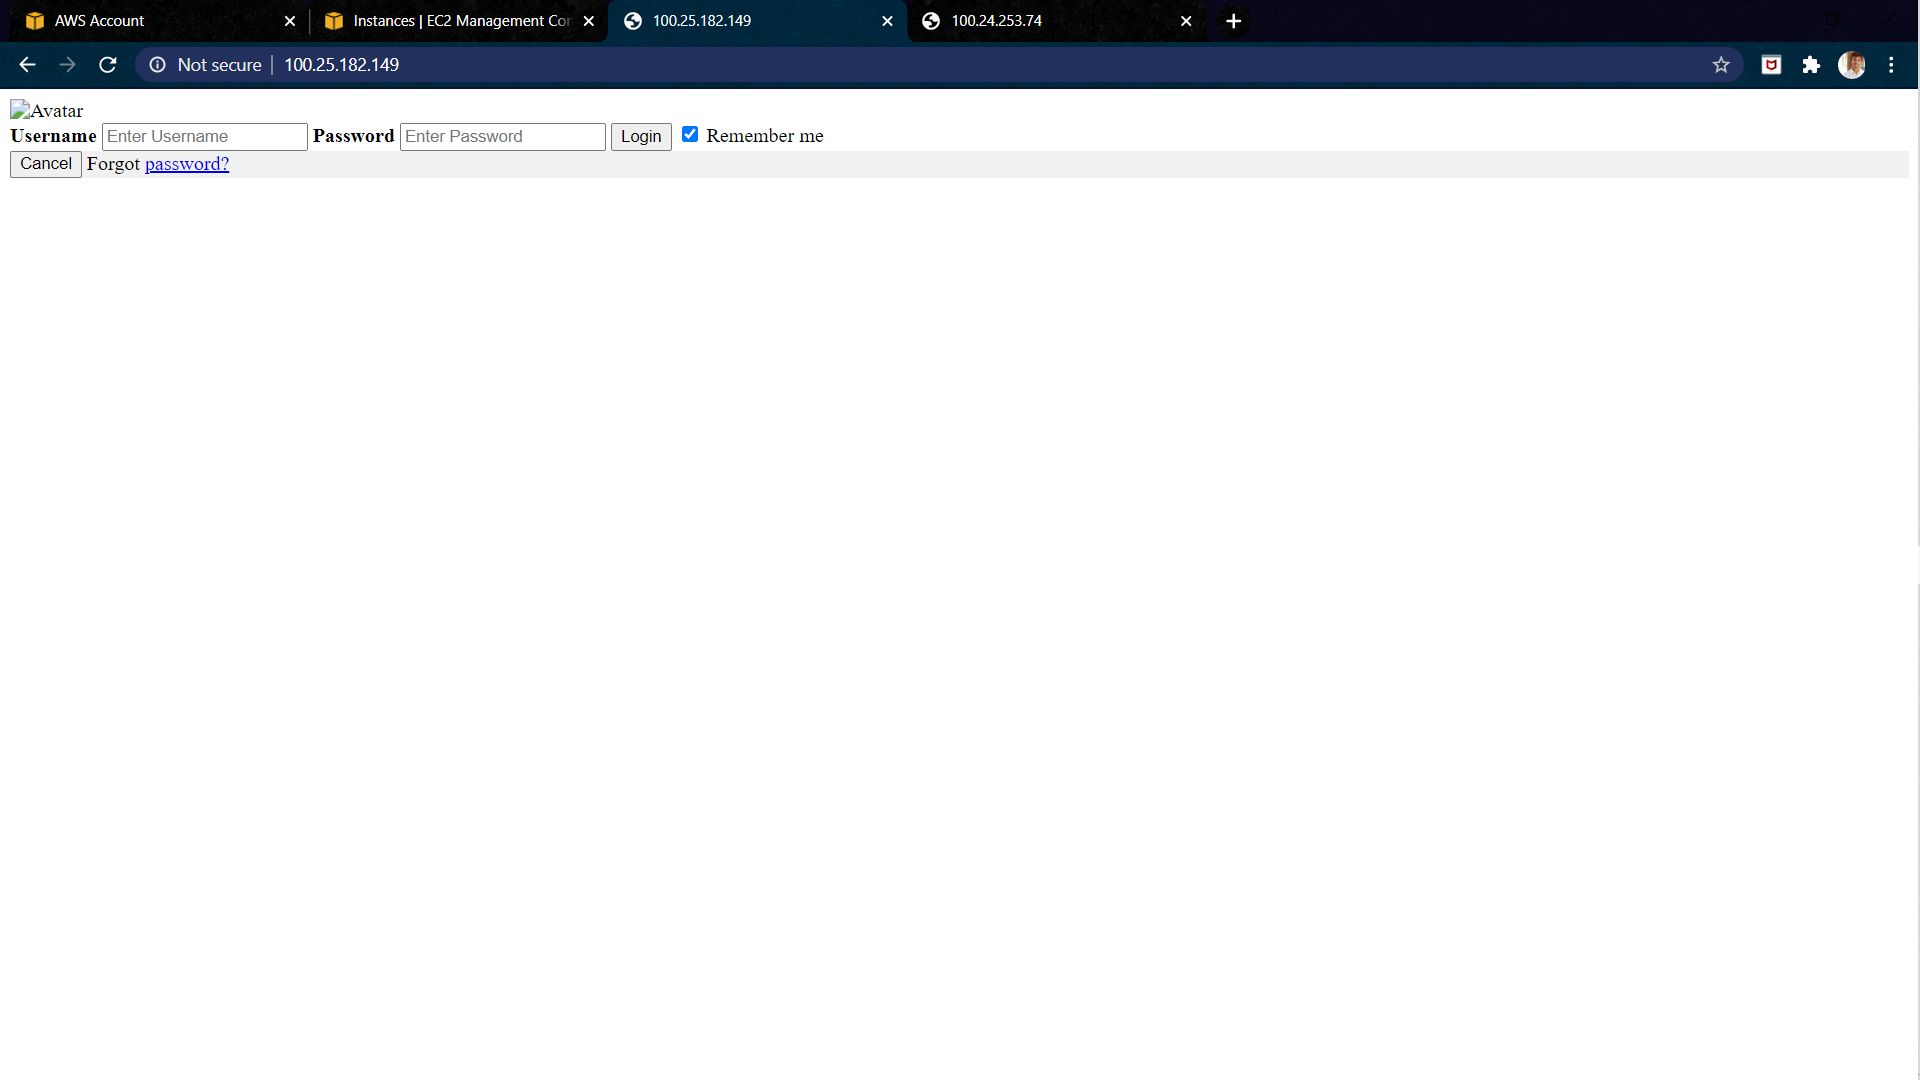 AWS Account
Instances | EC2 Management Con
100.25.182.149
100.24.253.74
Not secure | 100.25.182.149
Avatar
Username Enter Username Password Enter Password Login Remember me
Cancel Forgot password?